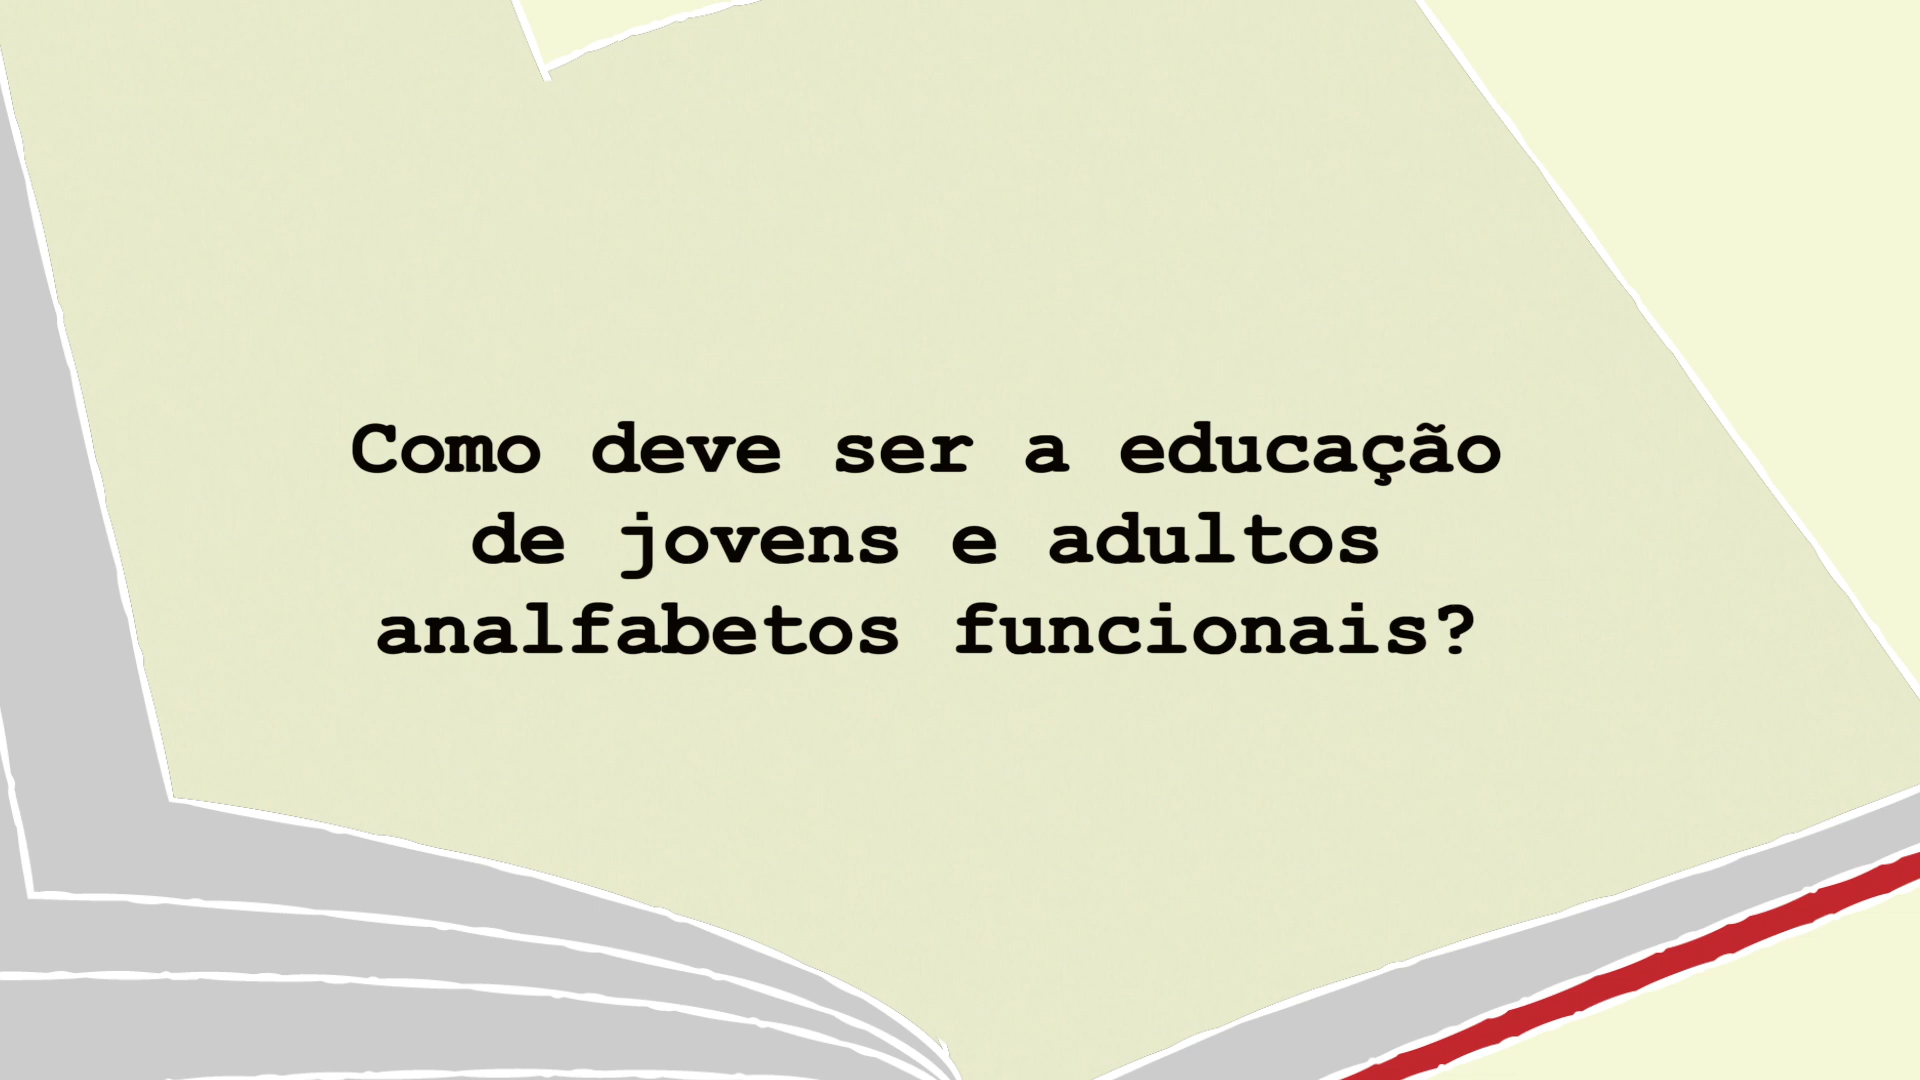 Como deve ser a educação
de jovens e adultos
analfabetos funcionais?